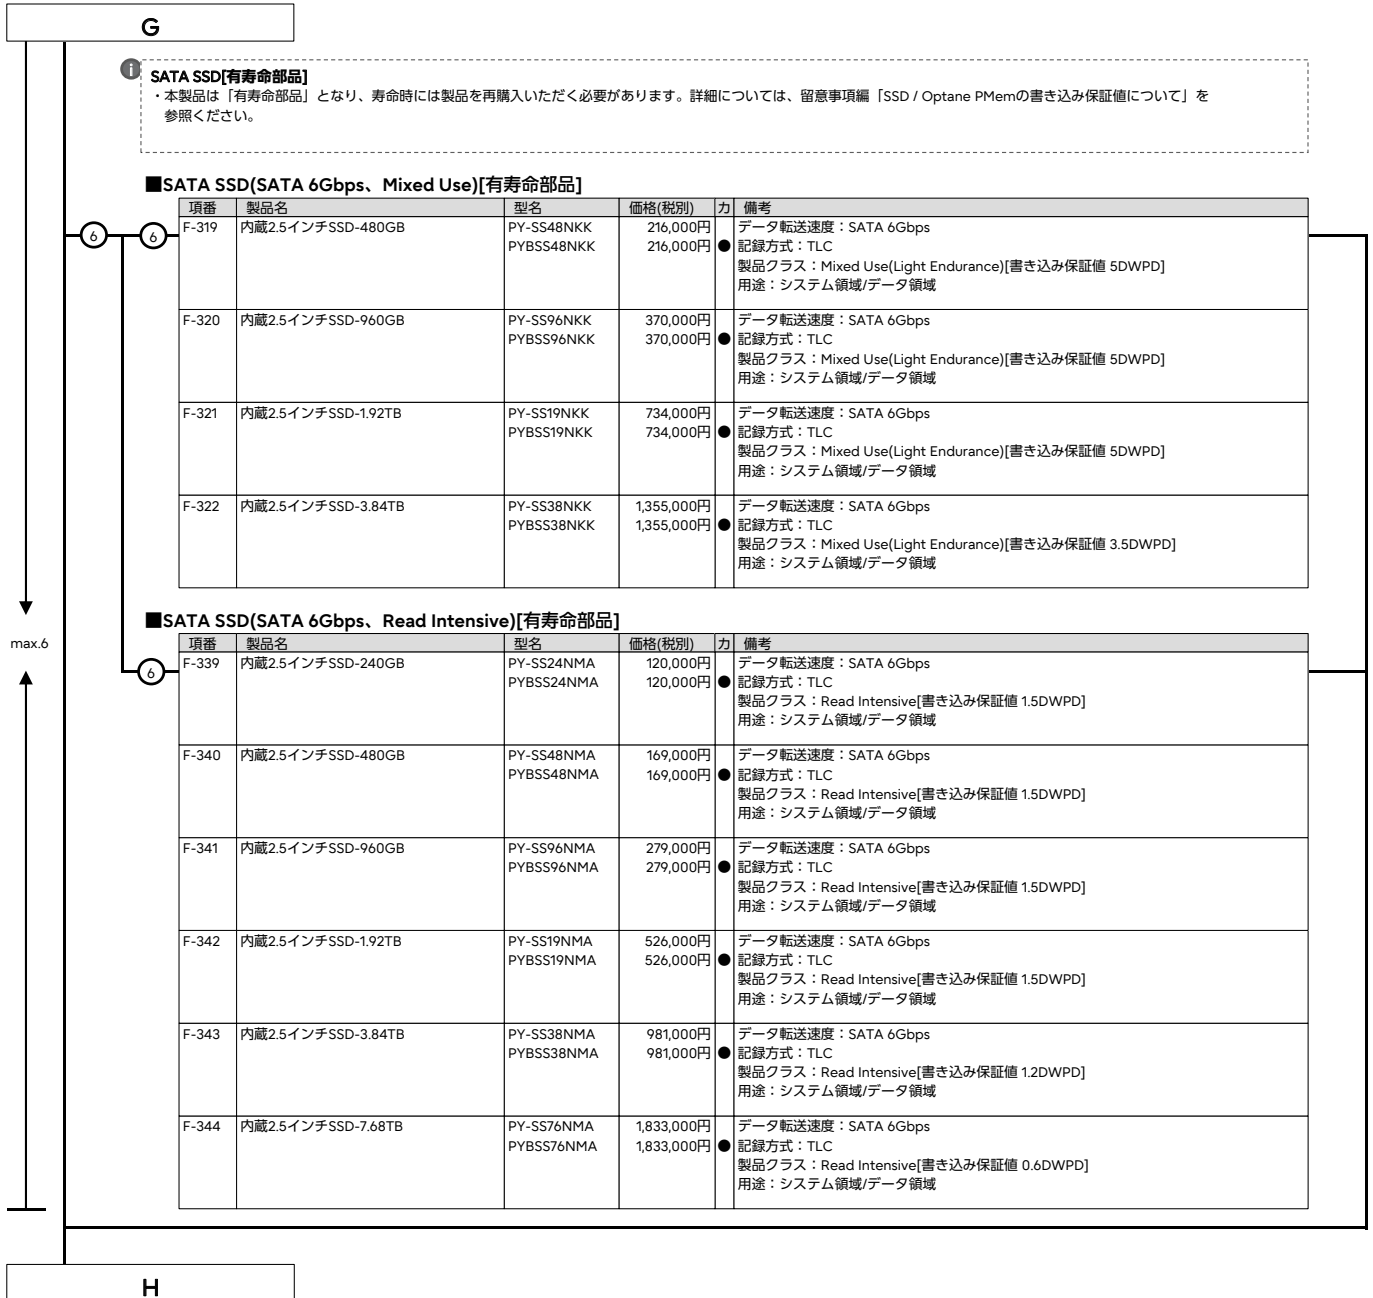 G
i
SATA SSD[有寿命部品]
・本製品は「有寿命部品」となり、寿命時には製品を再購入いただく必要があります。詳細については、留意事項編「SSD / Optane PMemの書き込み保証値について」を
参照ください。
■SATA SSD(SATA 6Gbps、Mixed Use)[有寿命部品]
項番 製品名 型名 価格(税別) カ 備考
6 6 F-319 内蔵2.5インチSSD-480GB PY-SS48NKK 216,000円 データ転送速度：SATA 6Gbps
PYBSS48NKK 216,000円 ● 記録方式：TLC
製品クラス：Mixed Use(Light Endurance)[書き込み保証値 5DWPD]
用途：システム領域/データ領域
F-320 内蔵2.5インチSSD-960GB PY-SS96NKK 370,000円 データ転送速度：SATA 6Gbps
PYBSS96NKK 370,000円 ● 記録方式：TLC
製品クラス：Mixed Use(Light Endurance)[書き込み保証値 5DWPD]
用途：システム領域/データ領域
F-321 内蔵2.5インチSSD-1.92TB PY-SS19NKK 734,000円 データ転送速度：SATA 6Gbps
PYBSS19NKK 734,000円 ● 記録方式：TLC
製品クラス：Mixed Use(Light Endurance)[書き込み保証値 5DWPD]
用途：システム領域/データ領域
F-322 内蔵2.5インチSSD-3.84TB PY-SS38NKK 1,355,000円 データ転送速度：SATA 6Gbps
PYBSS38NKK 1,355,000円 ● 記録方式：TLC
製品クラス：Mixed Use(Light Endurance)[書き込み保証値 3.5DWPD]
用途：システム領域/データ領域
■SATA SSD(SATA 6Gbps、Read Intensive)[有寿命部品]
max.6
項番 製品名 型名 価格(税別) カ 備考
6 F-339 内蔵2.5インチSSD-240GB PY-SS24NMA 120,000円 データ転送速度：SATA 6Gbps
PYBSS24NMA 120,000円 ● 記録方式：TLC
製品クラス：Read Intensive[書き込み保証値 1.5DWPD]
用途：システム領域/データ領域
F-340 内蔵2.5インチSSD-480GB PY-SS48NMA 169,000円 データ転送速度：SATA 6Gbps
PYBSS48NMA 169,000円 ● 記録方式：TLC
製品クラス：Read Intensive[書き込み保証値 1.5DWPD]
用途：システム領域/データ領域
F-341 内蔵2.5インチSSD-960GB PY-SS96NMA 279,000円 データ転送速度：SATA 6Gbps
PYBSS96NMA 279,000円 ● 記録方式：TLC
製品クラス：Read Intensive[書き込み保証値 1.5DWPD]
用途：システム領域/データ領域
F-342 内蔵2.5インチSSD-1.92TB PY-SS19NMA 526,000円 データ転送速度：SATA 6Gbps
PYBSS19NMA 526,000円 ● 記録方式：TLC
製品クラス：Read Intensive[書き込み保証値 1.5DWPD]
用途：システム領域/データ領域
F-343 内蔵2.5インチSSD-3.84TB PY-SS38NMA 981,000円 データ転送速度：SATA 6Gbps
PYBSS38NMA 981,000円 ● 記録方式：TLC
製品クラス：Read Intensive[書き込み保証値 1.2DWPD]
用途：システム領域/データ領域
F-344 内蔵2.5インチSSD-7.68TB PY-SS76NMA 1,833,000円 データ転送速度：SATA 6Gbps
PYBSS76NMA 1,833,000円 ● 記録方式：TLC
製品クラス：Read Intensive[書き込み保証値 0.6DWPD]
用途：システム領域/データ領域
H